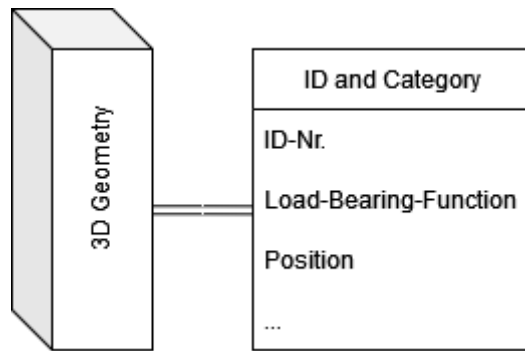 3D Geometry
ID and Category
ID-Nr.
Load-Bearing-Function
Position
...